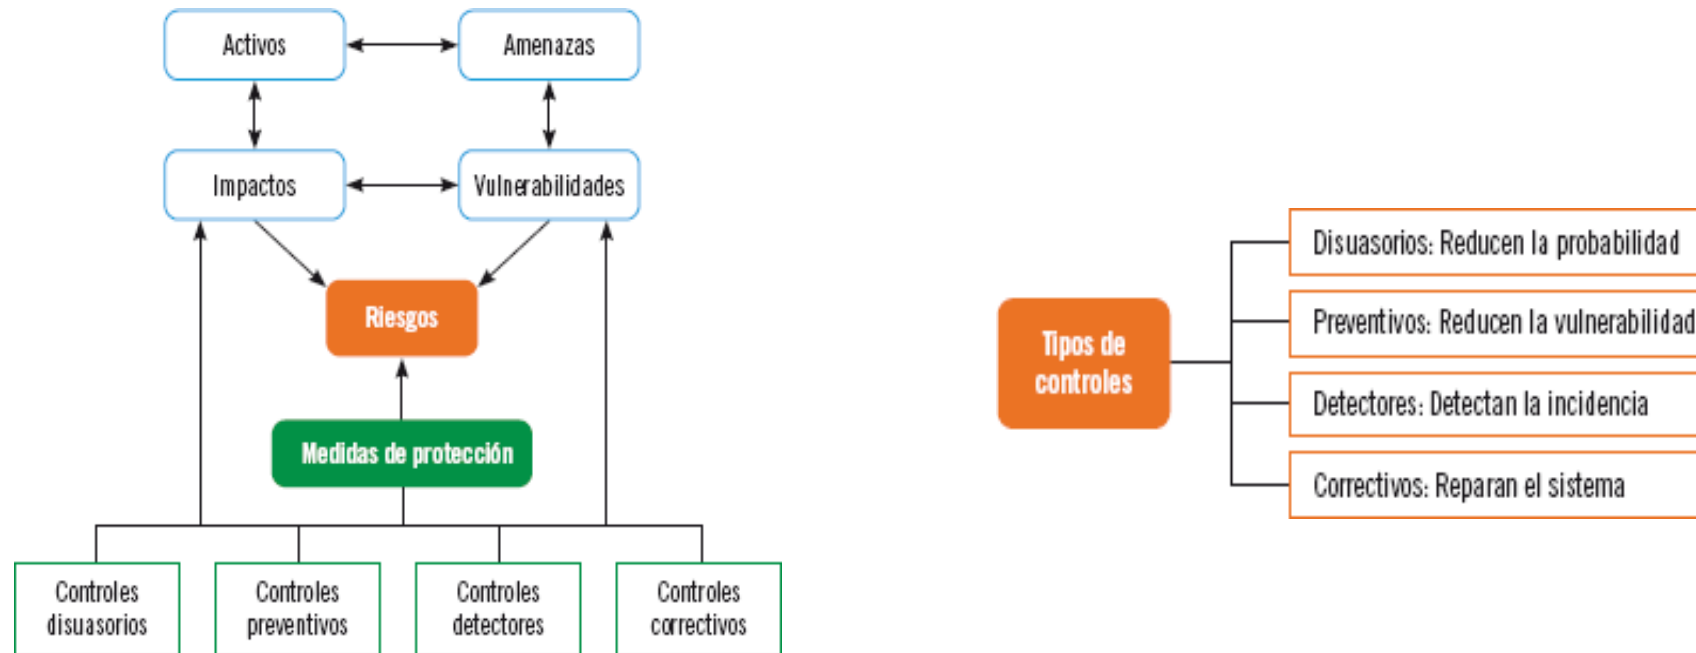 Activos
Amenazas
Impactos
Vulnerabilidades
Riesgos
Medidas de protección
Controles
disuasorios
Controles
preventivos
Controles
detectores
Controles
correctivos
Tipos de
controles
Disuasorios: Reducen la probabilidad
Preventivos: Reducen la vulnerabilidad
Detectores: Detectan la incidencia
Correctivos: Reparan el sistema